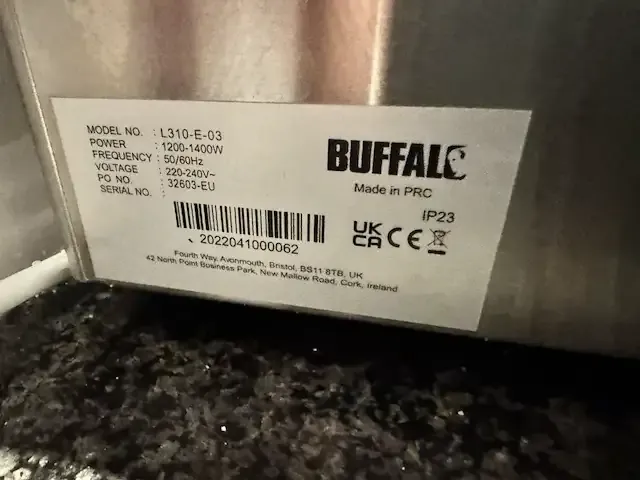 MODEL NO. : L310-E-03
POWER : 1200-1400W
FREQUENCY : 50/60Hz
VOLTAGE : 220-240V~
PO NO. : 32603-EU
SERIAL NO. :
2022041000062
BUFFALO
Made in PRC
IP23
UK
CA CE
Fourth Way, Avonmouth, Bristol, BS11 8TB, UK
42 North Point Business Park, New Mallow Road, Cork, Ireland